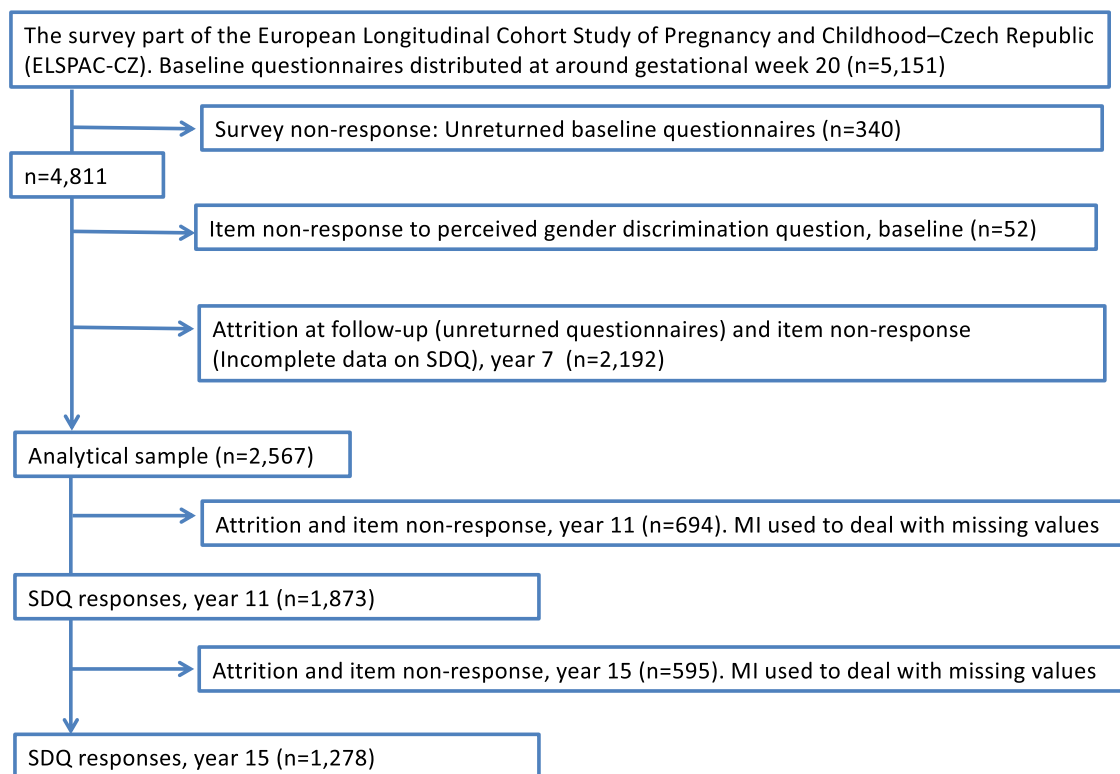 The survey part of the European Longitudinal Cohort Study of Pregnancy and Childhood–Czech Republic
(ELSPAC-CZ). Baseline questionnaires distributed at around gestational week 20 (n=5,151)
Survey non-response: Unreturned baseline questionnaires (n=340)
n=4,811
Item non-response to perceived gender discrimination question, baseline (n=52)
Attrition at follow-up (unreturned questionnaires) and item non-response
(Incomplete data on SDQ), year 7 (n=2,192)
Analytical sample (n=2,567)
Attrition and item non-response, year 11 (n=694). MI used to deal with missing values
SDQ responses, year 11 (n=1,873)
Attrition and item non-response, year 15 (n=595). MI used to deal with missing values
SDQ responses, year 15 (n=1,278)